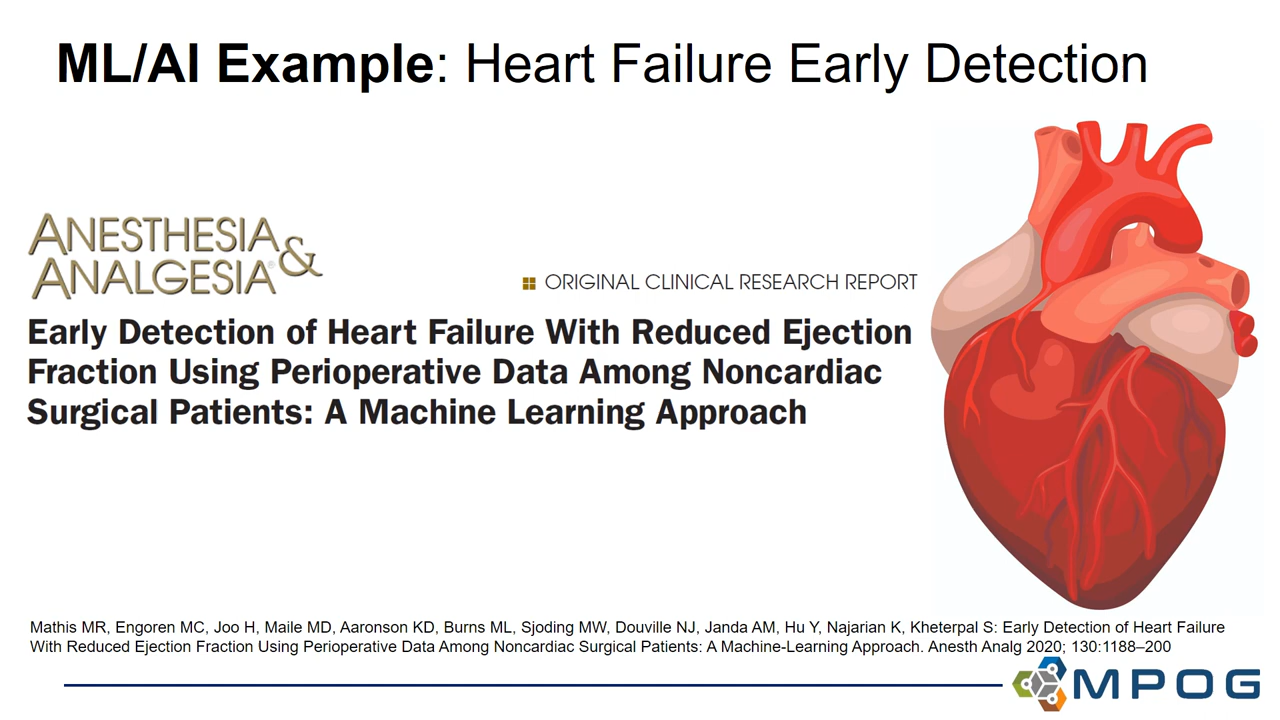 ML/AI Example: Heart Failure Early Detection
ANESTHESIA &
ANALGESIA®
ORIGINAL CLINICAL RESEARCH REPORT
Early Detection of Heart Failure With Reduced Ejection
Fraction Using Perioperative Data Among Noncardiac
Surgical Patients: A Machine Learning Approach
Mathis MR, Engoren MC, Joo H, Maile MD, Aaronson KD, Burns ML, Sjoding MW, Douville NJ, Janda AM, Hu Y, Najarian K, Kheterpal S: Early Detection of Heart Failure
With Reduced Ejection Fraction Using Perioperative Data Among Noncardiac Surgical Patients: A Machine-Learning Approach. Anesth Analg 2020; 130:1188–200
MPOG